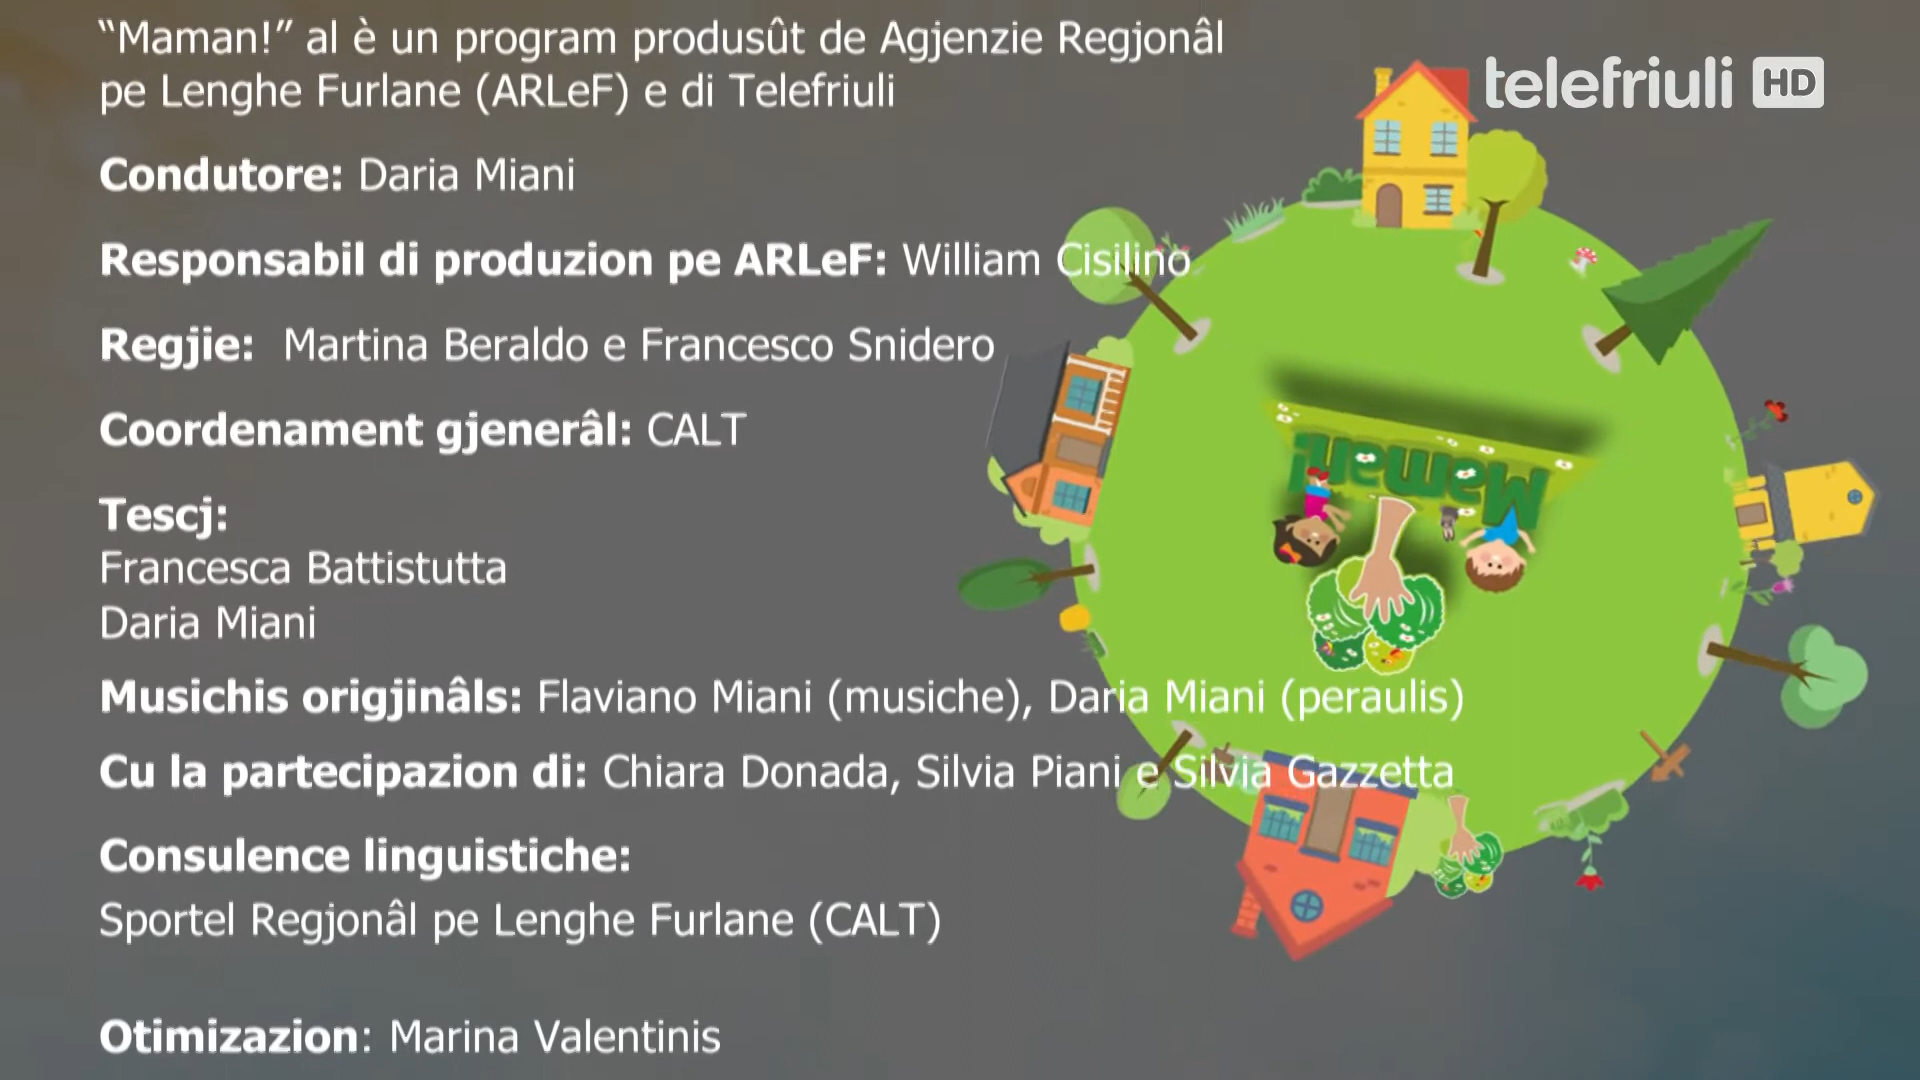 “Maman!” al è un program produsût de Agjenzie Regjonâl
pe Lenghe Furlane (ARLeF) e di Telefriuli
telefriuli HD
Condutore: Daria Miani
Responsabil di produzion pe ARLeF: William Cisilino
Regjie: Martina Beraldo e Francesco Snidero
Coordenament gjenerâl: CALT
Tescj:
Francesca Battistutta
Daria Miani
Maman!
Musichis origjinâls: Flaviano Miani (musiche), Daria Miani (peraulis)
Cu la partecipazion di: Chiara Donada, Silvia Piani e Silvia Gazzetta
Consulence linguistiche:
Sportel Regjonâl pe Lenghe Furlane (CALT)
Otimizazion: Marina Valentinis